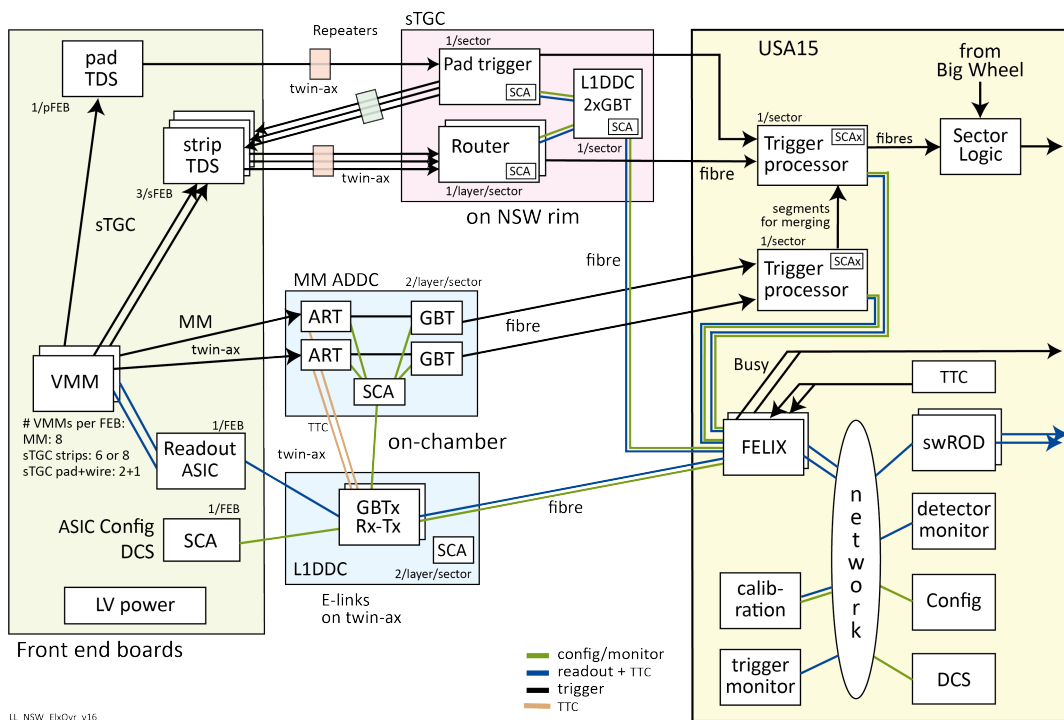 sTGC
Repeaters
1/sector
USA15
pad
TDS
Pad trigger
SCA
L1DDC
2xGBT
SCA
from
Big Wheel
twin-ax
1/pFEB
1/sector
strip
TDS
Router
SCA
1/sector
Trigger
processor
SCAx
fibres
Sector
Logic
twin-ax
fibre
3/sFEB
1/layer/sector
sTGC
on NSW rim
segments
for merging
1/sector
fibre
Trigger
processor
SCAx
MM ADDC
2/layer/sector
MM
ART
GBT
fibre
twin-ax
ART
GBT
VMM
SCA
Busy
TTC
# VMMs per FEB:
MM: 8
sTGC strips: 6 or 8
sTGC pad+wire: 2+1
1/FEB
Readout
ASIC
TTC
twin-ax
on-chamber
FELIX
swROD
network
detector
monitor
1/FEB
ASIC Config
DCS
SCA
GBTx
Rx-Tx
fibre
SCA
L1DDC
2/layer/sector
calib-
ration
Config
LV power
E-links
on twin-ax
Front end boards
trigger
monitor
DCS
config/monitor
readout + TTC
trigger
TTC
LL_NSW_ElxOvr_v16